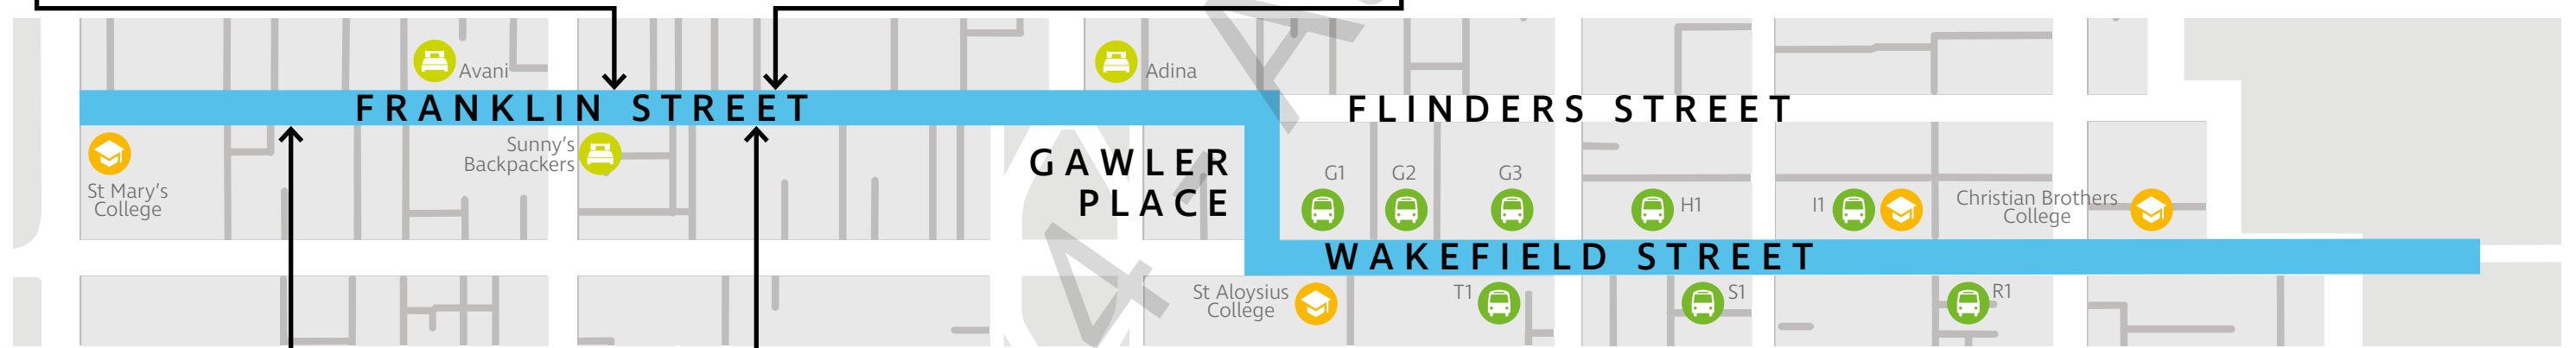 Avani
Adina
FRANKLIN STREET
FLINDERS STREET
Sunny's
Backpackers
St Mary's
College
GAWLER
PLACE
G1
G2
G3
H1
I1
Christian Brothers
College
WAKEFIELD STREET
St Aloysius
College
T1
S1
R1